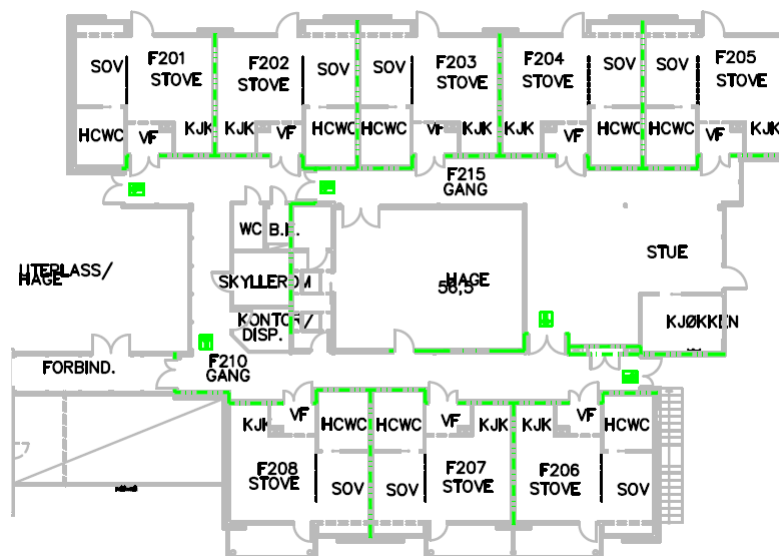 F201
STOVE
SOV
HCWC
VF
KJK
F202
STOVE
SOV
KJK
VF
HCWC
F203
STOVE
SOV
HCWC
VF
KJK
F204
STOVE
SOV
KJK
VF
HCWC
F205
STOVE
SOV
HCWC
VF
KJK
F215
GANG
WC
SKYLLEROM
KONTOR/
DISP.
HAGE
56,5
STUE
KJØKKEN
UTEPLASS/
HAGE
FORBIND.
F210
GANG
KJK
VF
HCWC
F208
STOVE
SOV
HCWC
VF
KJK
F207
STOVE
SOV
KJK
VF
HCWC
F206
STOVE
SOV